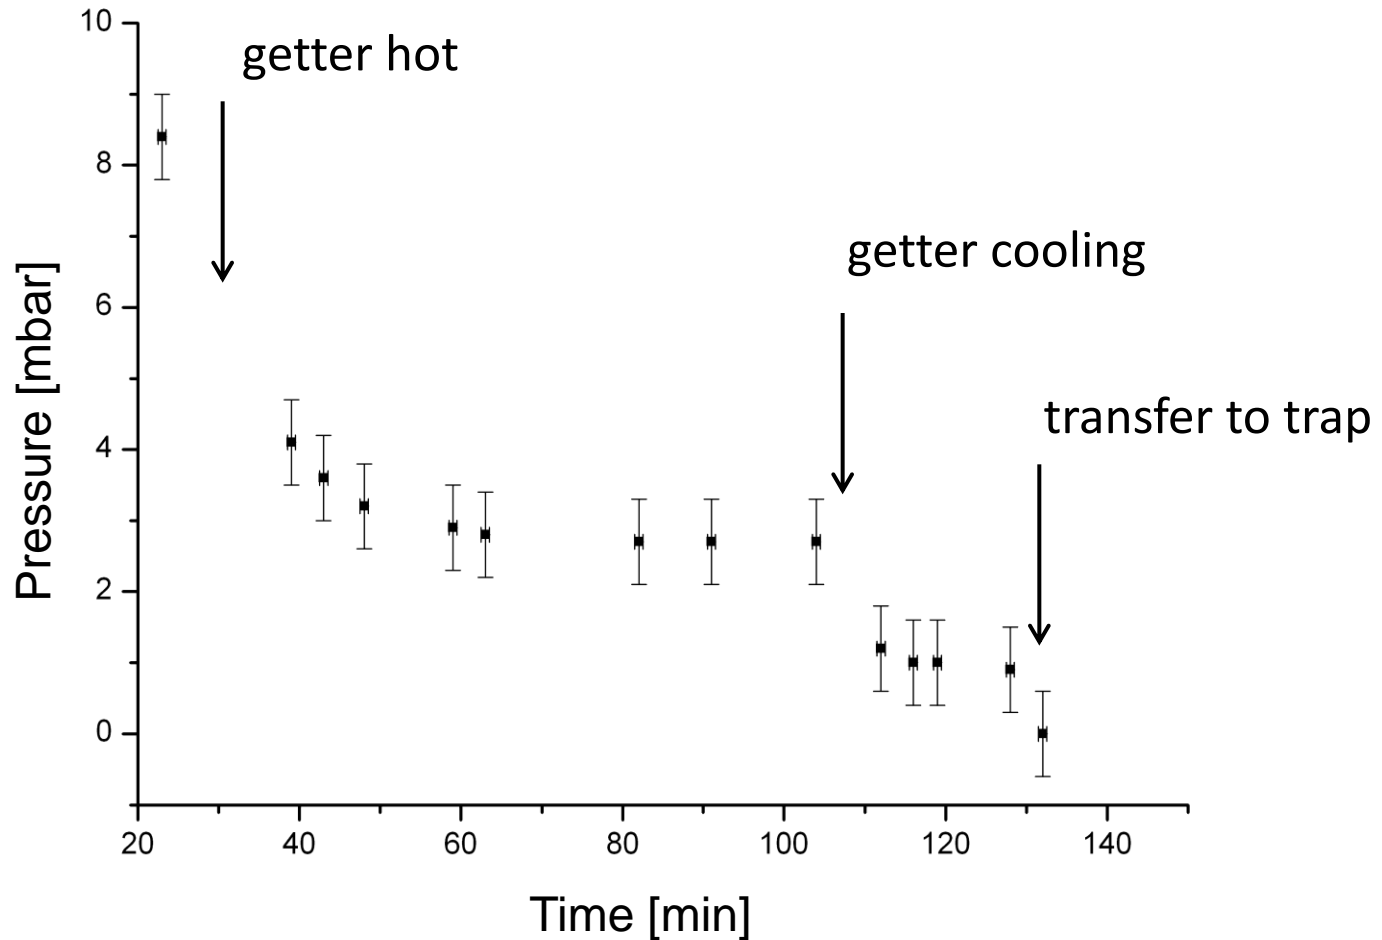 10
getter hot
8
getter cooling
6
transfer to trap
4
2
0
Pressure [mbar]
20 40 60 80 100 120 140
Time [min]